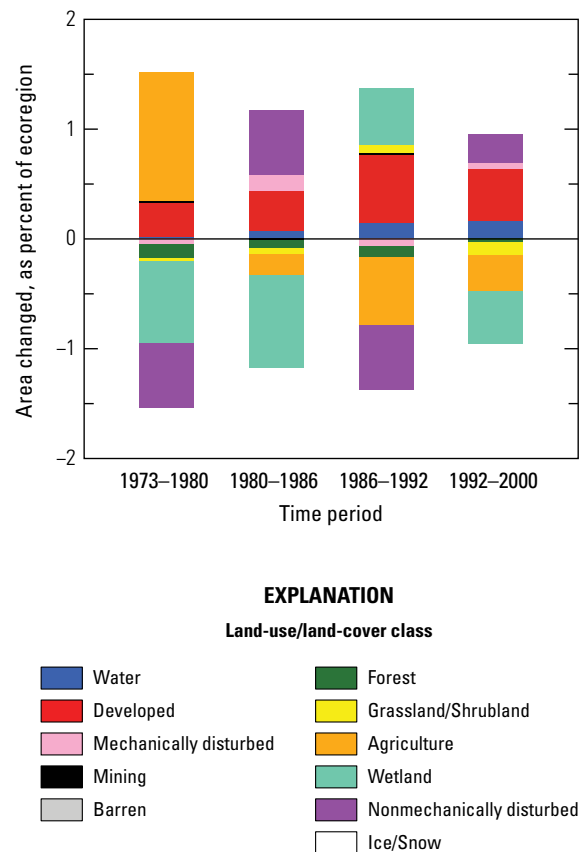 Area changed, as percent of ecoregion
2
1
0
–1
–2
1973–1980 1980–1986 1986–1992 1992–2000
Time period
EXPLANATION
Land-use/land-cover class
Water
Developed
Mechanically disturbed
Mining
Barren
Forest
Grassland/Shrubland
Agriculture
Wetland
Nonmechanically disturbed
Ice/Snow